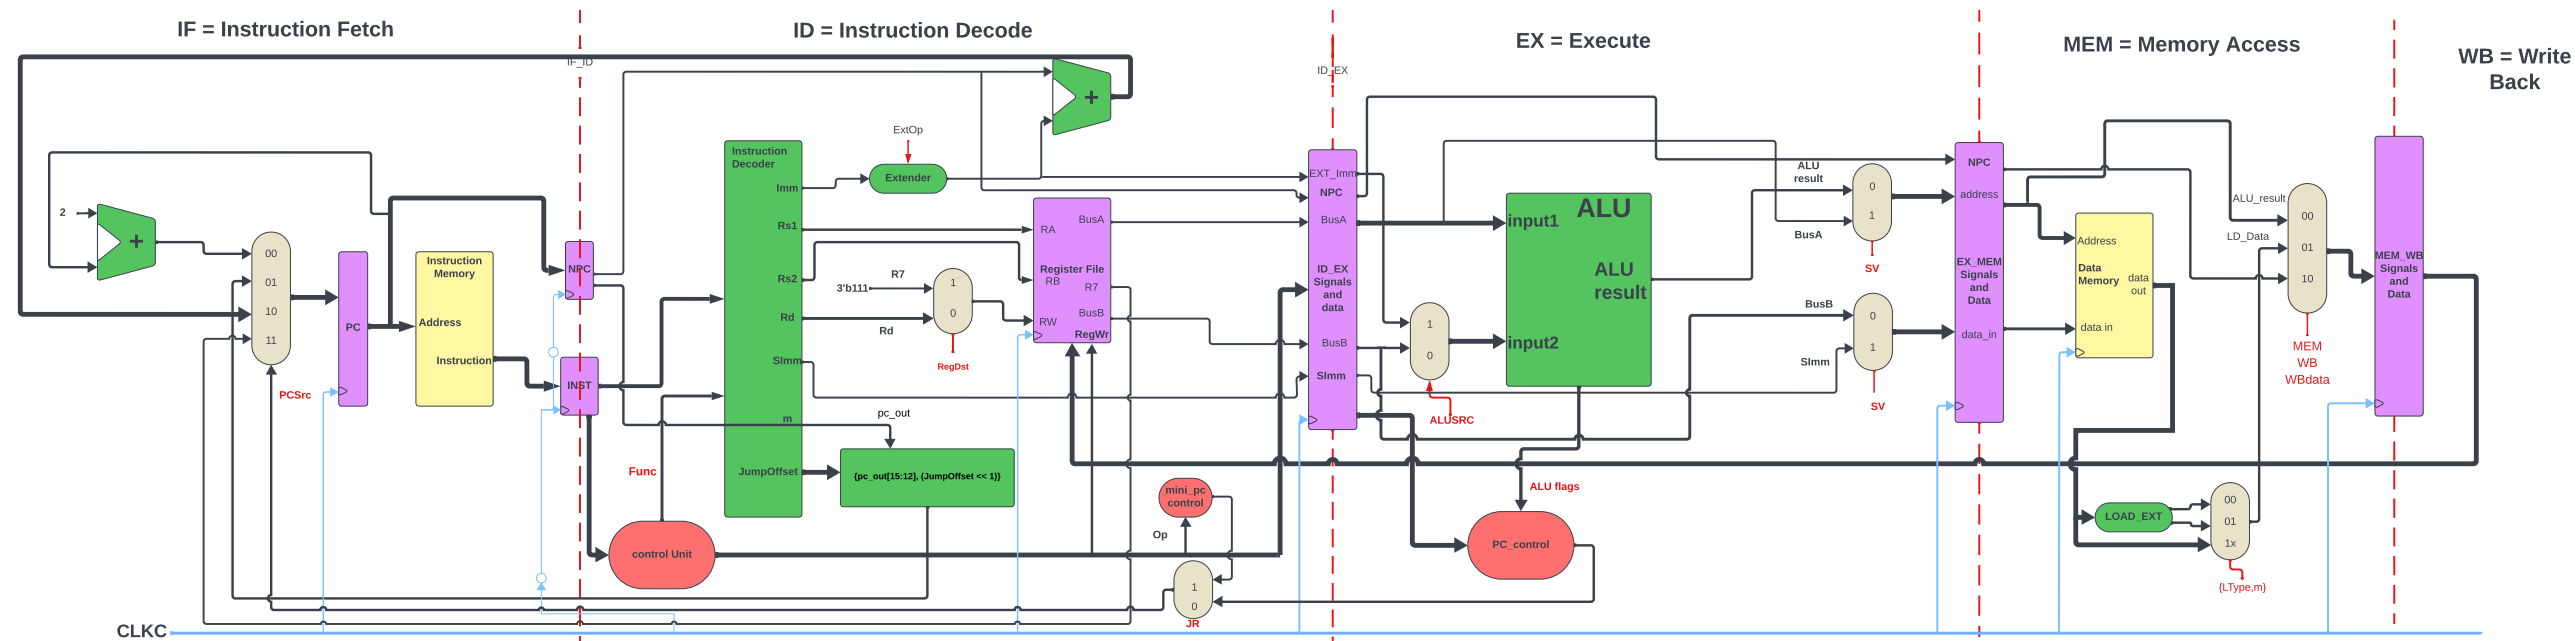 IF = Instruction Fetch
ID = Instruction Decode
EX = Execute
MEM = Memory Access
WB = Write
Back
IF_ID
ID_EX
2
+
00
01
10
11
PCSrc
PC
Instruction
Memory
Address
Instruction
NPC
INST
+
ExtOp
Extender
Instruction
Decoder
Imm
Rs1
Rs2
Rd
SImm
m
JumpOffset
R7
3'b111
Rd
1
0
RegDst
BusA
RA
Register File
RB
R7
BusB
RW
RegWr
pc_out
{pc_out[15:12], (JumpOffset << 1)}
Func
control Unit
mini_pc
control
Op
1
0
JR
EXT_Imm
NPC
BusA
ID_EX
Signals
and
data
BusB
SImm
1
0
ALUSRC
ALU
input1
input2
ALU
result
ALU flags
PC_control
ALU
result
BusA
0
1
SV
BusB
SImm
0
1
SV
NPC
address
EX_MEM
Signals
and
Data
data_in
Address
Data
Memory
data
out
data in
ALU_result
LD_Data
00
01
10
MEM
WB
WBdata
MEM_WB
Signals
and
Data
LOAD_EXT
00
01
1x
{LType,m}
CLKC